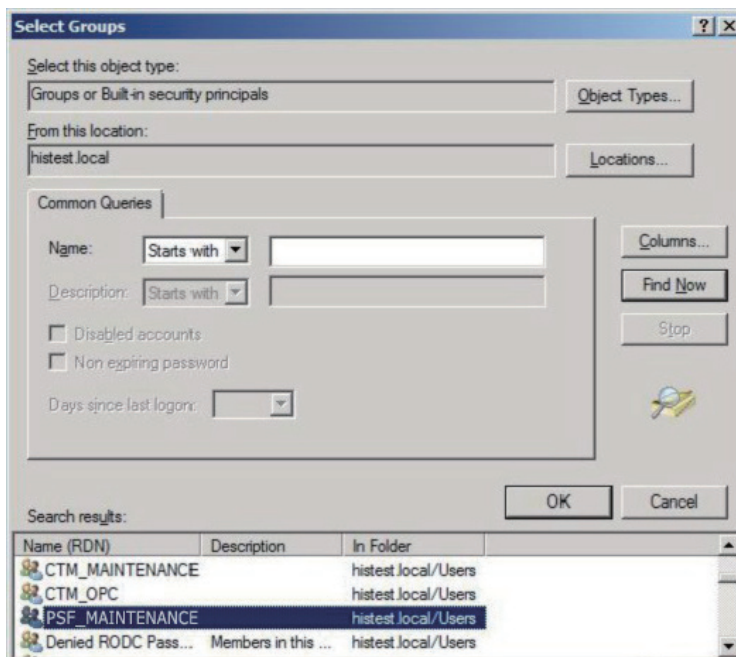 Select Groups
Select this object type:
Groups or Built-in security principals
Object Types...
From this location:
histest.local
Locations...
Common Queries
Name: Starts with
Description: Starts with
Disabled accounts
Non expiring password
Days since last logon:
Columns...
Find Now
Stop
OK Cancel
Search results:
Name (RDN) Description In Folder
CTM_MAINTENANCE histest.local/Users
CTM_OPC histest.local/Users
PSF_MAINTENANCE histest.local/Users
Denied RODC Pass... Members in this ... histest.local/Users